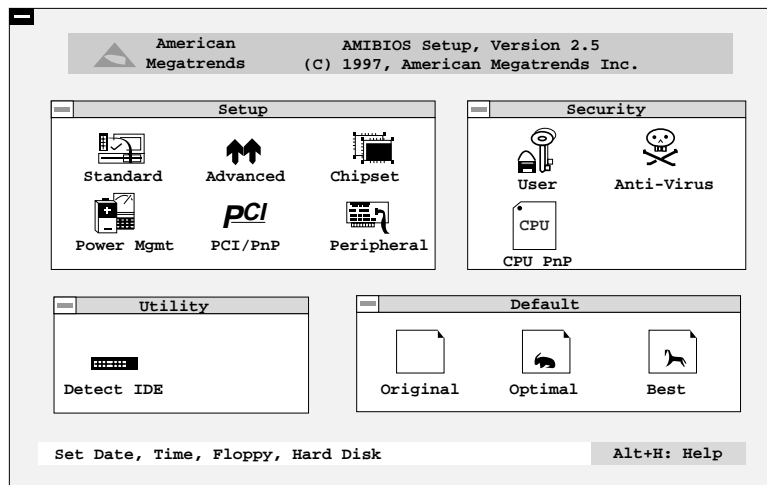 American Megatrends
AMIBIOS Setup, Version 2.5
(C) 1997, American Megatrends Inc.
Setup
Standard
Advanced
Chipset
Power Mgmt
PCI
PCI/PnP
Peripheral
Security
User
Anti-Virus
CPU
CPU PnP
Utility
Detect IDE
Default
Original
Optimal
Best
Set Date, Time, Floppy, Hard Disk
Alt+H: Help